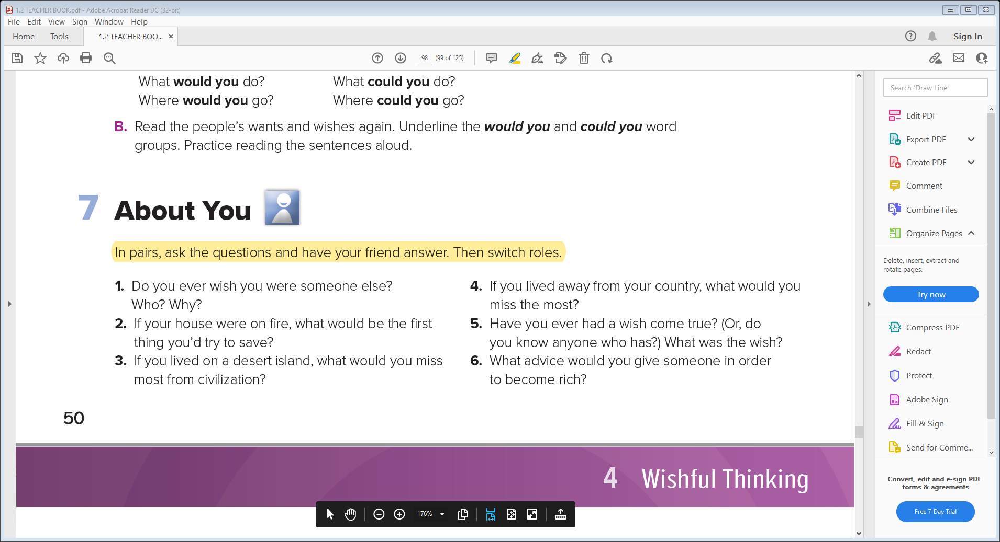 1.2 TEACHER BOOK.pdf - Adobe Acrobat Reader DC (32-bit)
File Edit View Sign Window Help
Home Tools 1.2 TEACHER BOO... × Sign In
98 (99 of 125)
What would you do? What could you do?
Where would you go? Where could you go?
B. Read the people’s wants and wishes again. Underline the would you and could you word
groups. Practice reading the sentences aloud.
7 About You
In pairs, ask the questions and have your friend answer. Then switch roles.
1. Do you ever wish you were someone else?
Who? Why?
2. If your house were on fire, what would be the first
thing you’d try to save?
3. If you lived on a desert island, what would you miss
most from civilization?
4. If you lived away from your country, what would you
miss the most?
5. Have you ever had a wish come true? (Or, do
you know anyone who has?) What was the wish?
6. What advice would you give someone in order
to become rich?
50
4 Wishful Thinking
176%
Search 'Draw Line'
Edit PDF
Export PDF
Create PDF
Comment
Combine Files
Organize Pages
Delete, insert, extract and
rotate pages.
Try now
Compress PDF
Redact
Protect
Adobe Sign
Fill & Sign
Send for Comme...
Convert, edit and e-sign PDF
forms & agreements
Free 7-Day Trial